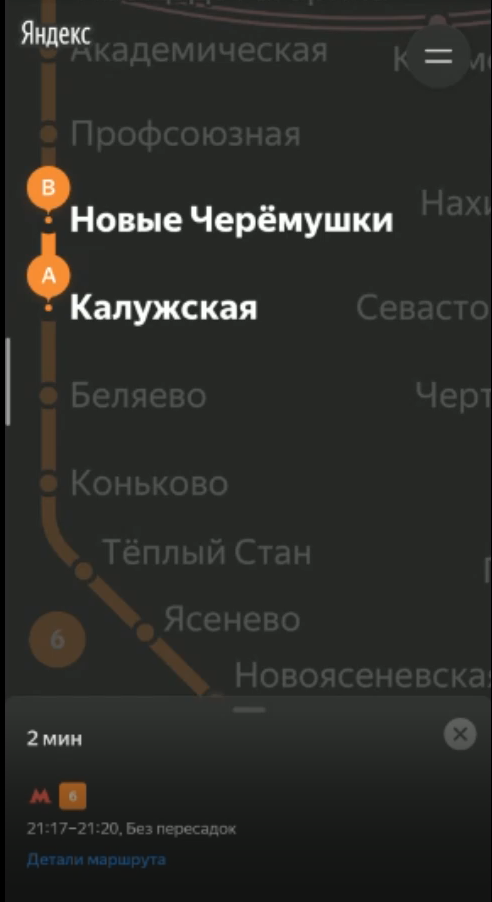 Яндекс
Академическая
Профсоюзная
B
Новые Черёмушки
A
Калужская
Беляево
Коньково
Тёплый Стан
Ясенево
6
Новоясеневская
2 мин
М 6
21:17–21:20, Без пересадок
Детали маршрута